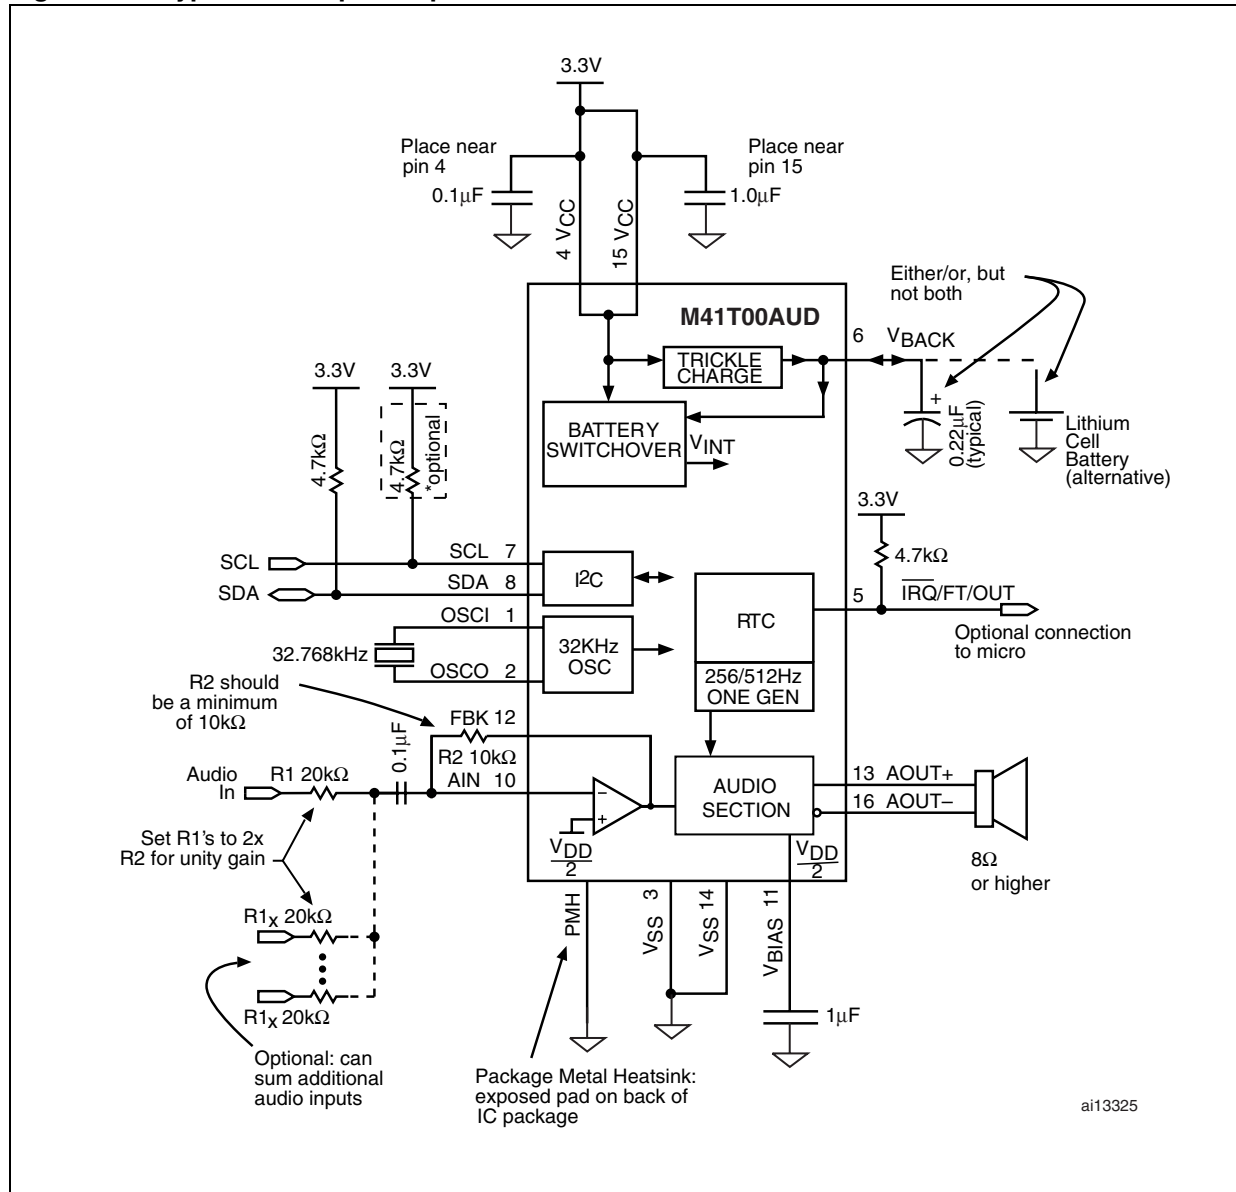 3.3V
Place near
pin 4
0.1μF
Place near
pin 15
1.0μF
4 VCC
15 VCC
M41T00AUD
Either/or, but
not both
6 VBACK
TRICKLE
CHARGE
BATTERY
SWITCHOVER
VINT
+
0.22μF
(typical)
Lithium
Cell
Battery
(alternative)
3.3V
3.3V
4.7kΩ
4.7kΩ
*optional
3.3V
4.7kΩ
SCL
SCL 7
SDA
SDA 8
I2C
OSCI 1
32.768kHz
OSCO 2
32KHz
OSC
RTC
256/512Hz
ONE GEN
5 IRQ/FT/OUT
Optional connection
to micro
R2 should
be a minimum
of 10kΩ
FBK 12
R2 10kΩ
0.1μF
Audio
In
R1 20kΩ
AIN 10
−
+
VDD
2
AUDIO
SECTION
13 AOUT+
16 AOUT–
VDD
2
8Ω
or higher
Set R1's to 2x
R2 for unity gain
R1x 20kΩ
R1x 20kΩ
Optional: can
sum additional
audio inputs
PMH
VSS 3
VSS 14
VBIAS 11
1μF
Package Metal Heatsink:
exposed pad on back of
IC package
ai13325